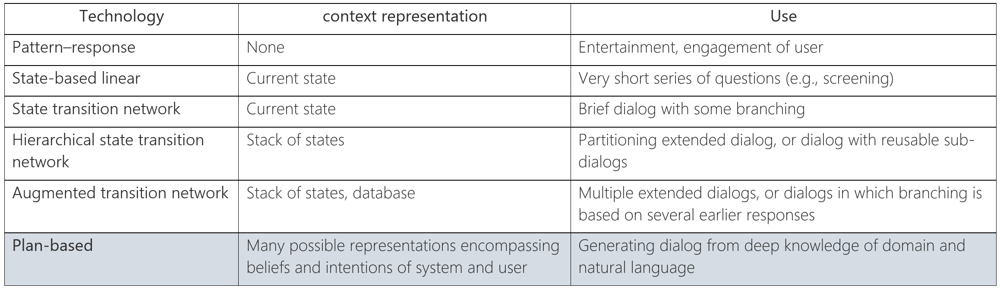 Technology context representation Use
Pattern–response None Entertainment, engagement of user
State-based linear Current state Very short series of questions (e.g., screening)
State transition network Current state Brief dialog with some branching
Hierarchical state transition Stack of states Partitioning extended dialog, or dialog with reusable sub-
network dialogs
Augmented transition network Stack of states, database Multiple extended dialogs, or dialogs in which branching is
based on several earlier responses
Plan-based Many possible representations encompassing Generating dialog from deep knowledge of domain and
beliefs and intentions of system and user natural language